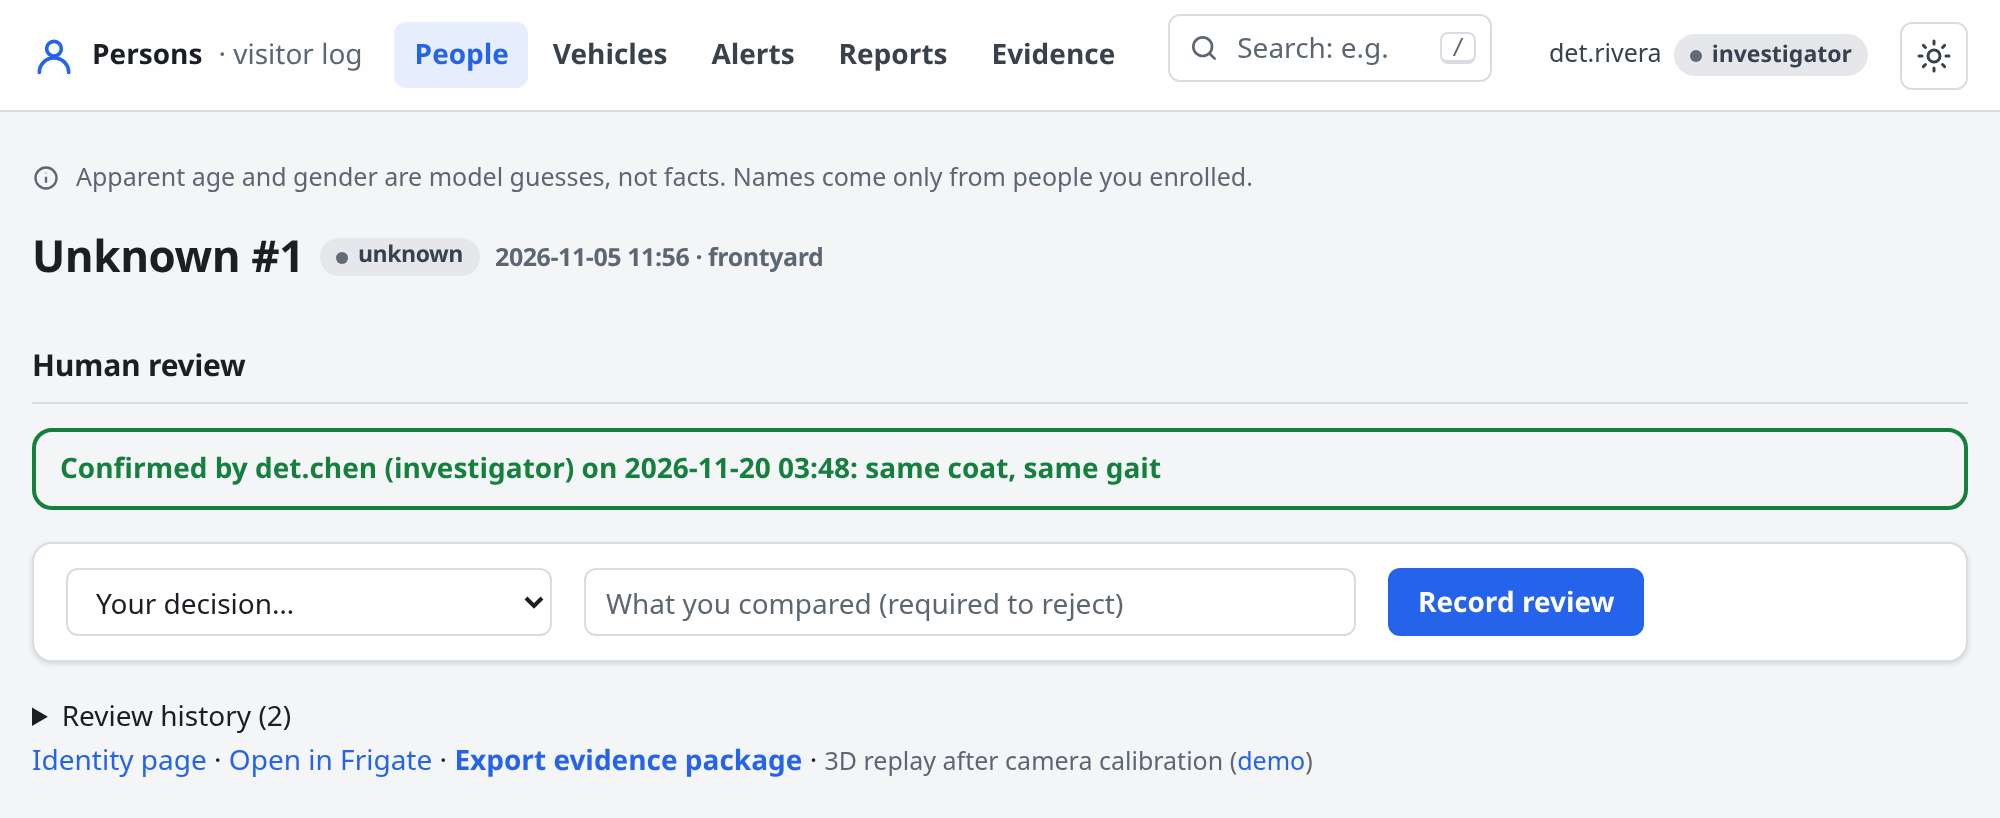 Persons · visitor log People Vehicles Alerts Reports Evidence Search: e.g. / det.rivera investigator
Apparent age and gender are model guesses, not facts. Names come only from people you enrolled.
Unknown #1 unknown 2026-11-05 11:56 · frontyard
Human review
Confirmed by det.chen (investigator) on 2026-11-20 03:48: same coat, same gait
Your decision... What you compared (required to reject) Record review
Review history (2)
Identity page · Open in Frigate · Export evidence package · 3D replay after camera calibration (demo)